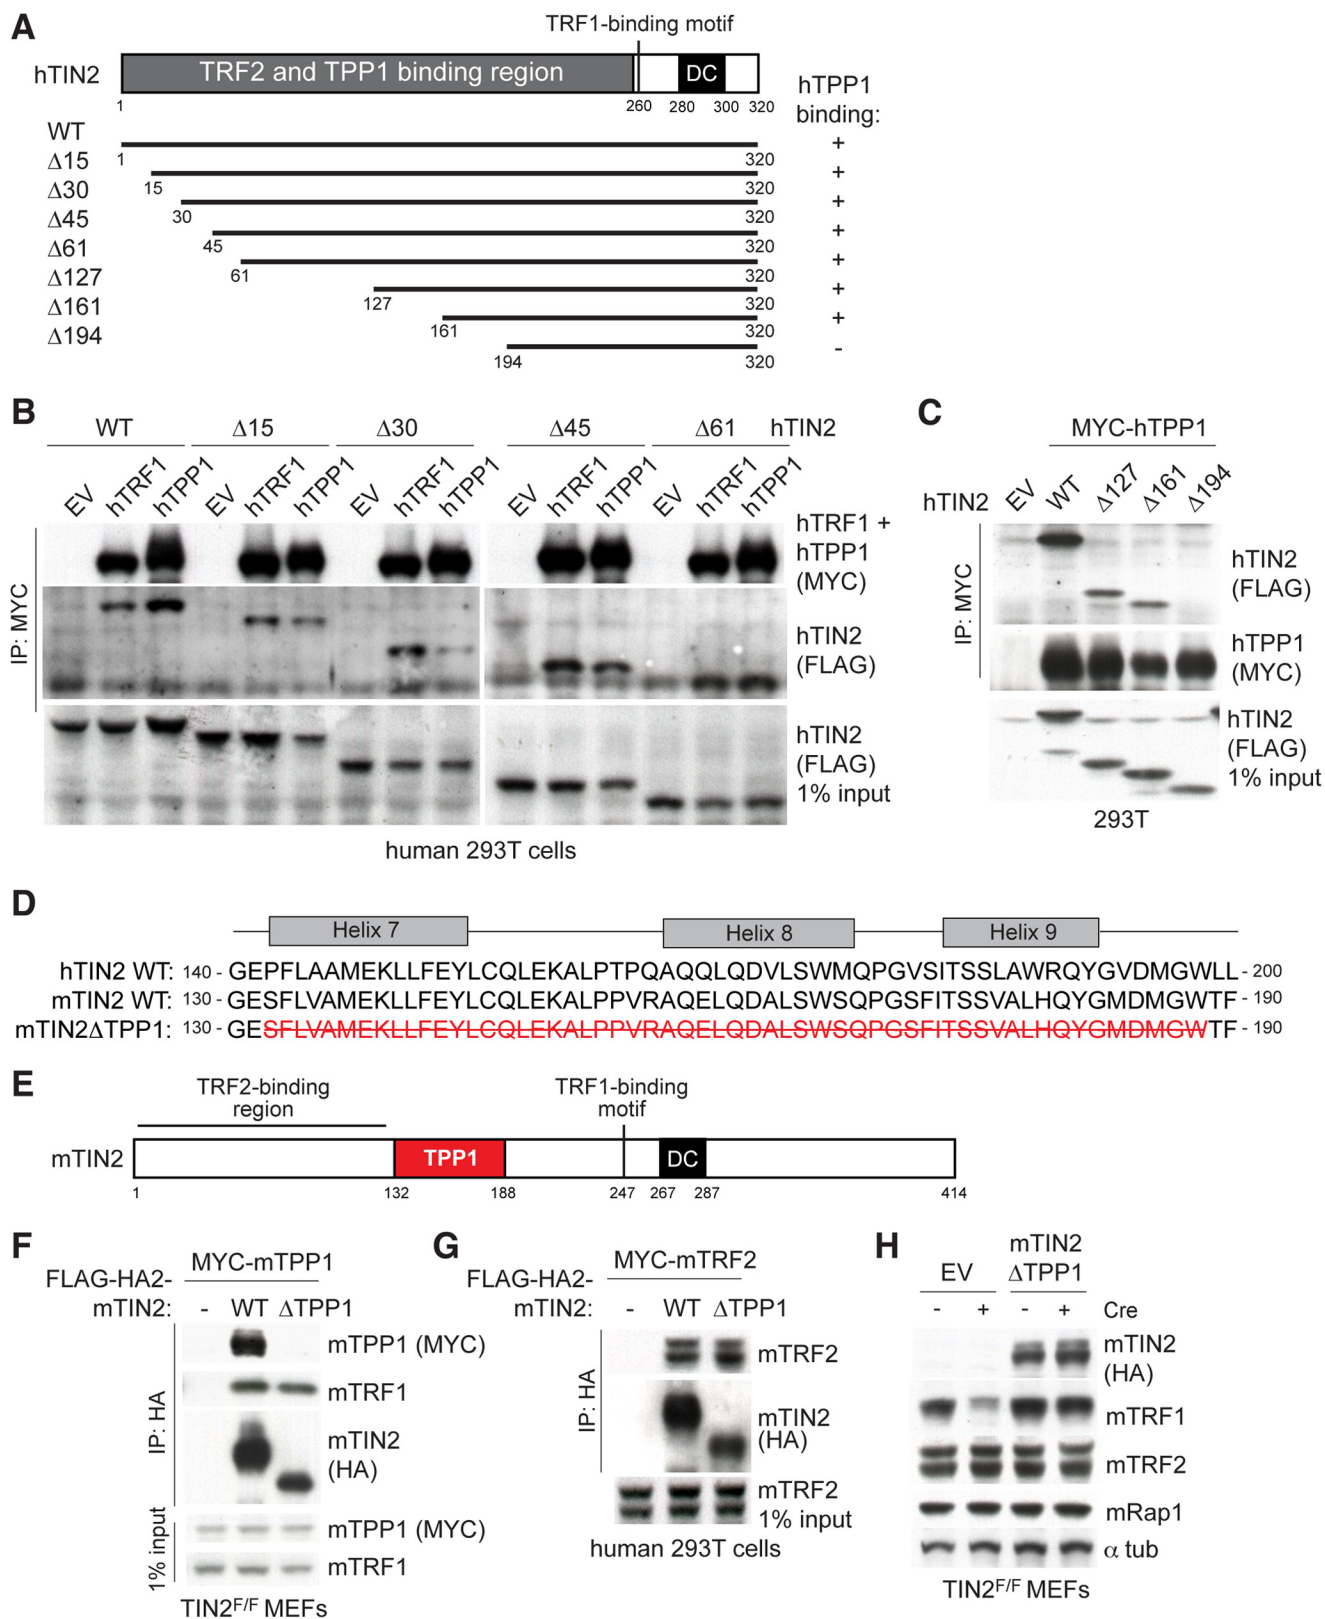 A
TRF1-binding motif
hTIN2
TRF2 and TPP1 binding region
DC
1
260
280
300
320
hTPP1
binding:
WT
1
320
+
Δ15
15
320
+
Δ30
30
320
+
Δ45
45
320
+
Δ61
61
320
+
Δ127
127
320
+
Δ161
161
320
+
Δ194
194
320
-
B
WT
Δ15
Δ30
Δ45
Δ61
hTIN2
EV
hTRF1
hTPP1
EV
hTRF1
hTPP1
EV
hTRF1
hTPP1
EV
hTRF1
hTPP1
EV
hTRF1
hTPP1
IP: MYC
hTRF1 +
hTPP1
(MYC)
hTIN2
(FLAG)
hTIN2
(FLAG)
1% input
human 293T cells
C
MYC-hTPP1
hTIN2
EV
WT
Δ127
Δ161
Δ194
IP: MYC
hTIN2
(FLAG)
hTPP1
(MYC)
hTIN2
(FLAG)
1% input
293T
D
Helix 7
Helix 8
Helix 9
hTIN2 WT: 140 - GEPFLAAMEKLLFEYLCQLEKALPTPQAQQLQDVLSWMQPGVSITSSLAWRQYGVDMGWLL - 200
mTIN2 WT: 130 - GESFLVAMEKLLFEYLCQLEKALPPVRAQELQDALSWSQPGSFITSSVALHQYGMDMGWTF - 190
mTIN2ΔTPP1: 130 - GESFLVAMEKLLFEYLCQLEKALPPVRAQELQDALSWSQPGSFITSSVALHQYGMDMGWTF - 190
E
TRF2-binding
region
TRF1-binding
motif
mTIN2
TPP1
DC
1
132
188
247
267
287
414
F
MYC-mTPP1
FLAG-HA2-
mTIN2:
-
WT
ΔTPP1
IP: HA
mTPP1 (MYC)
mTRF1
mTIN2
(HA)
1% input
mTPP1 (MYC)
mTRF1
TIN2F/F MEFs
G
MYC-mTRF2
FLAG-HA2-
mTIN2:
-
WT
ΔTPP1
IP: HA
mTRF2
mTIN2
(HA)
mTRF2
1% input
human 293T cells
H
EV
mTIN2
ΔTPP1
-
+
-
+
Cre
mTIN2
(HA)
mTRF1
mTRF2
mRap1
α tub
TIN2F/F MEFs